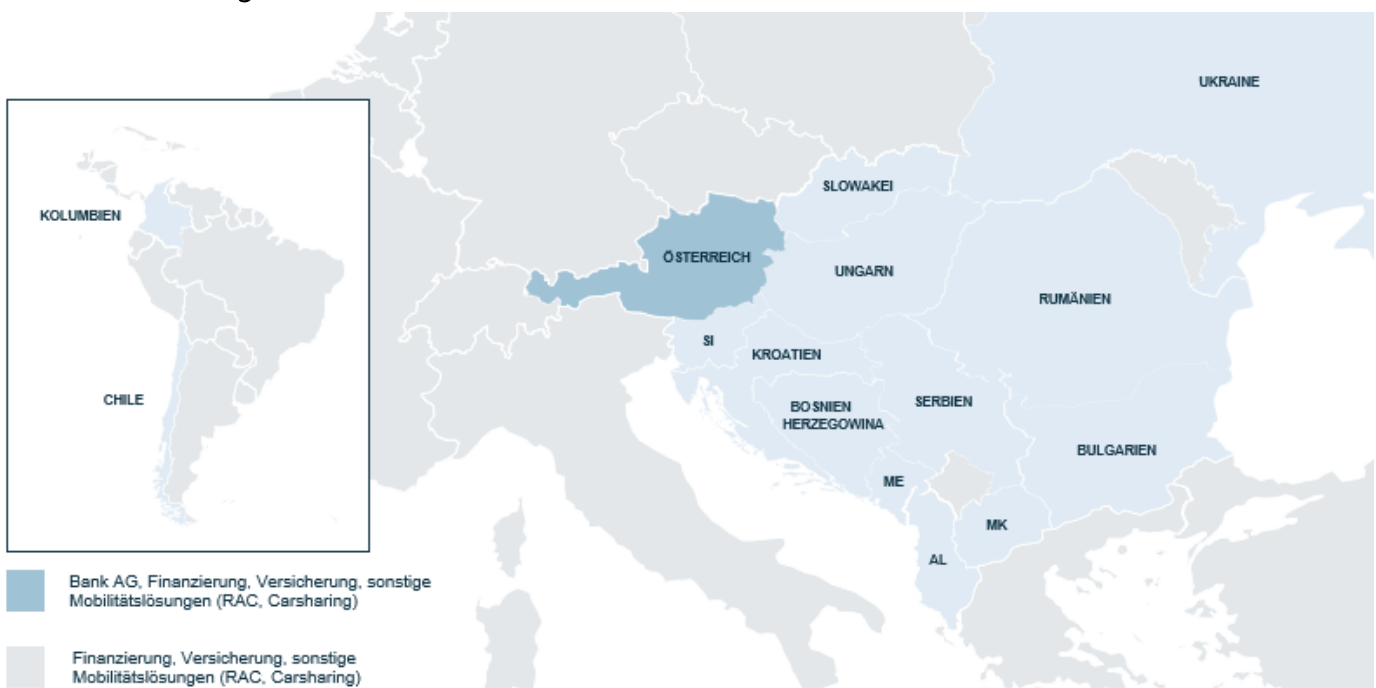 UKRAINE
SLOWAKEI
KOLUMBIEN
ÖSTERREICH
UNGARN
RUMÄNIEN
SI
KROATIEN
CHILE
BOSNIEN
HERZEGOWINA
SERBIEN
BULGARIEN
ME
MK
AL
Bank AG, Finanzierung, Versicherung, sonstige
Mobilitätslösungen (RAC, Carsharing)
Finanzierung, Versicherung, sonstige
Mobilitätslösungen (RAC, Carsharing)